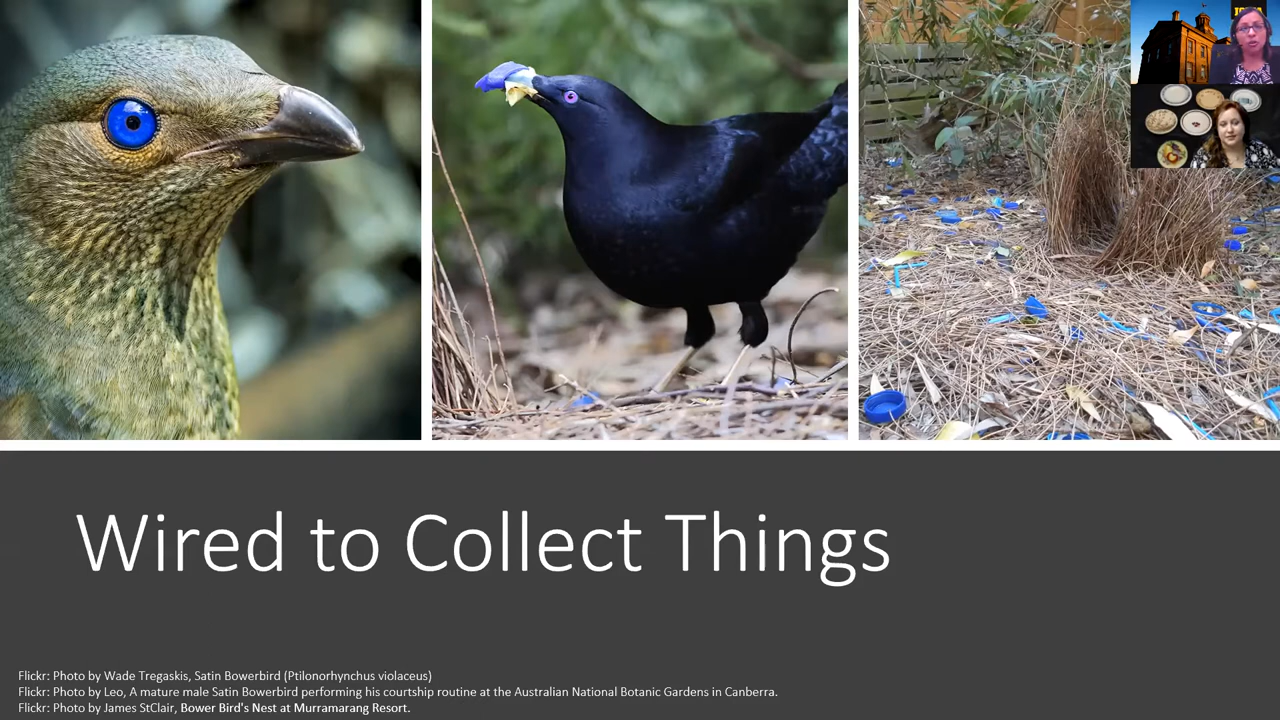 IOWA
Wired to Collect Things
Flickr: Photo by Wade Tregaskis, Satin Bowerbird (Ptilonorhynchus violaceus)
Flickr: Photo by Leo, A mature male Satin Bowerbird performing his courtship routine at the Australian National Botanic Gardens in Canberra.
Flickr: Photo by James StClair, Bower Bird's Nest at Murramarang Resort.